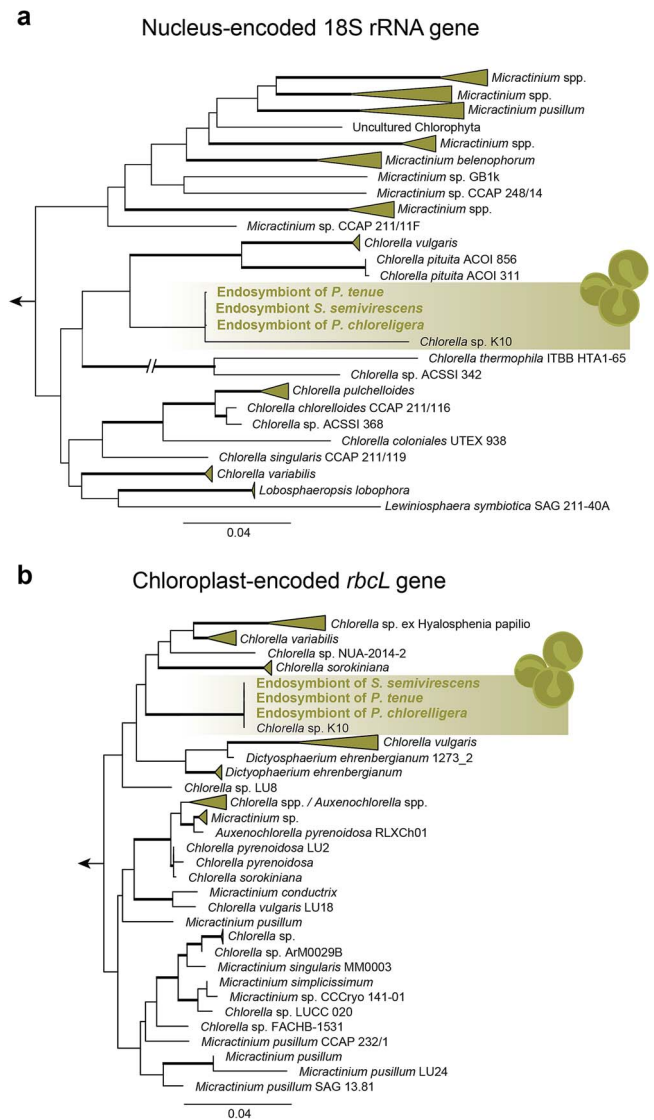 a
Nucleus-encoded 18S rRNA gene
Micractinium spp.
Micractinium spp.
Micractinium pusillum
Uncultured Chlorophyta
Micractinium spp.
Micractinium belenophorum
Micractinium sp. GB1k
Micractinium sp. CCAP 248/14
Micractinium spp.
Micractinium sp. CCAP 211/11F
Chlorella vulgaris
Chlorella pituita ACOI 856
Chlorella pituita ACOI 311
Endosymbiont of P. tenue
Endosymbiont S. semivirescens
Endosymbiont of P. chloreligera
Chlorella sp. K10
Chlorella thermophila ITBB HTA1-65
Chlorella sp. ACSSI 342
Chlorella pulchelloides
Chlorella chlorelloides CCAP 211/116
Chlorella sp. ACSSI 368
Chlorella coloniales UTEX 938
Chlorella singularis CCAP 211/119
Chlorella variabilis
Lobosphaeropsis lobophora
Lewiniosphaera symbiotica SAG 211-40A
0.04
b
Chloroplast-encoded rbcL gene
Chlorella sp. ex Hyalosphenia papilio
Chlorella variabilis
Chlorella sp. NUA-2014-2
Chlorella sorokiniana
Endosymbiont of S. semivirescens
Endosymbiont of P. tenue
Endosymbiont of P. chlorelligera
Chlorella sp. K10
Chlorella vulgaris
Dictyosphaerium ehrenbergianum 1273_2
Dictyophaerium ehrenbergianum
Chlorella sp. LU8
Chlorella spp. / Auxenochlorella spp.
Micractinium sp.
Auxenochlorella pyrenoidosa RLXCh01
Chlorella pyrenoidosa LU2
Chlorella pyrenoidosa
Chlorella sorokiniana
Micractinium conductrix
Chlorella vulgaris LU18
Micractinium pusillum
Chlorella sp.
Chlorella sp. ArM0029B
Micractinium singularis MM0003
Micractinium simplicissimum
Micractinium sp. CCCryo 141-01
Chlorella sp. LUCC 020
Chlorella sp. FACHB-1531
Micractinium pusillum CCAP 232/1
Micractinium pusillum
Micractinium pusillum LU24
Micractinium pusillum SAG 13.81
0.04